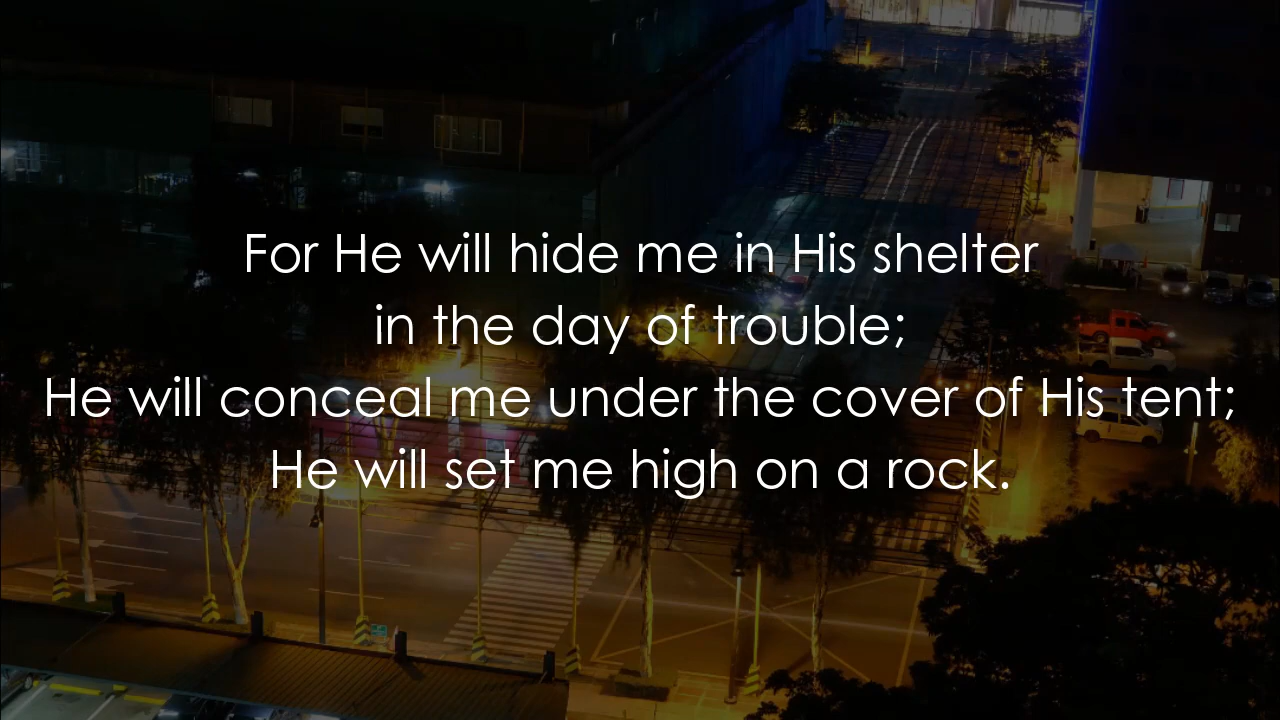 For He will hide me in His shelter
in the day of trouble;
He will conceal me under the cover of His tent;
He will set me high on a rock.